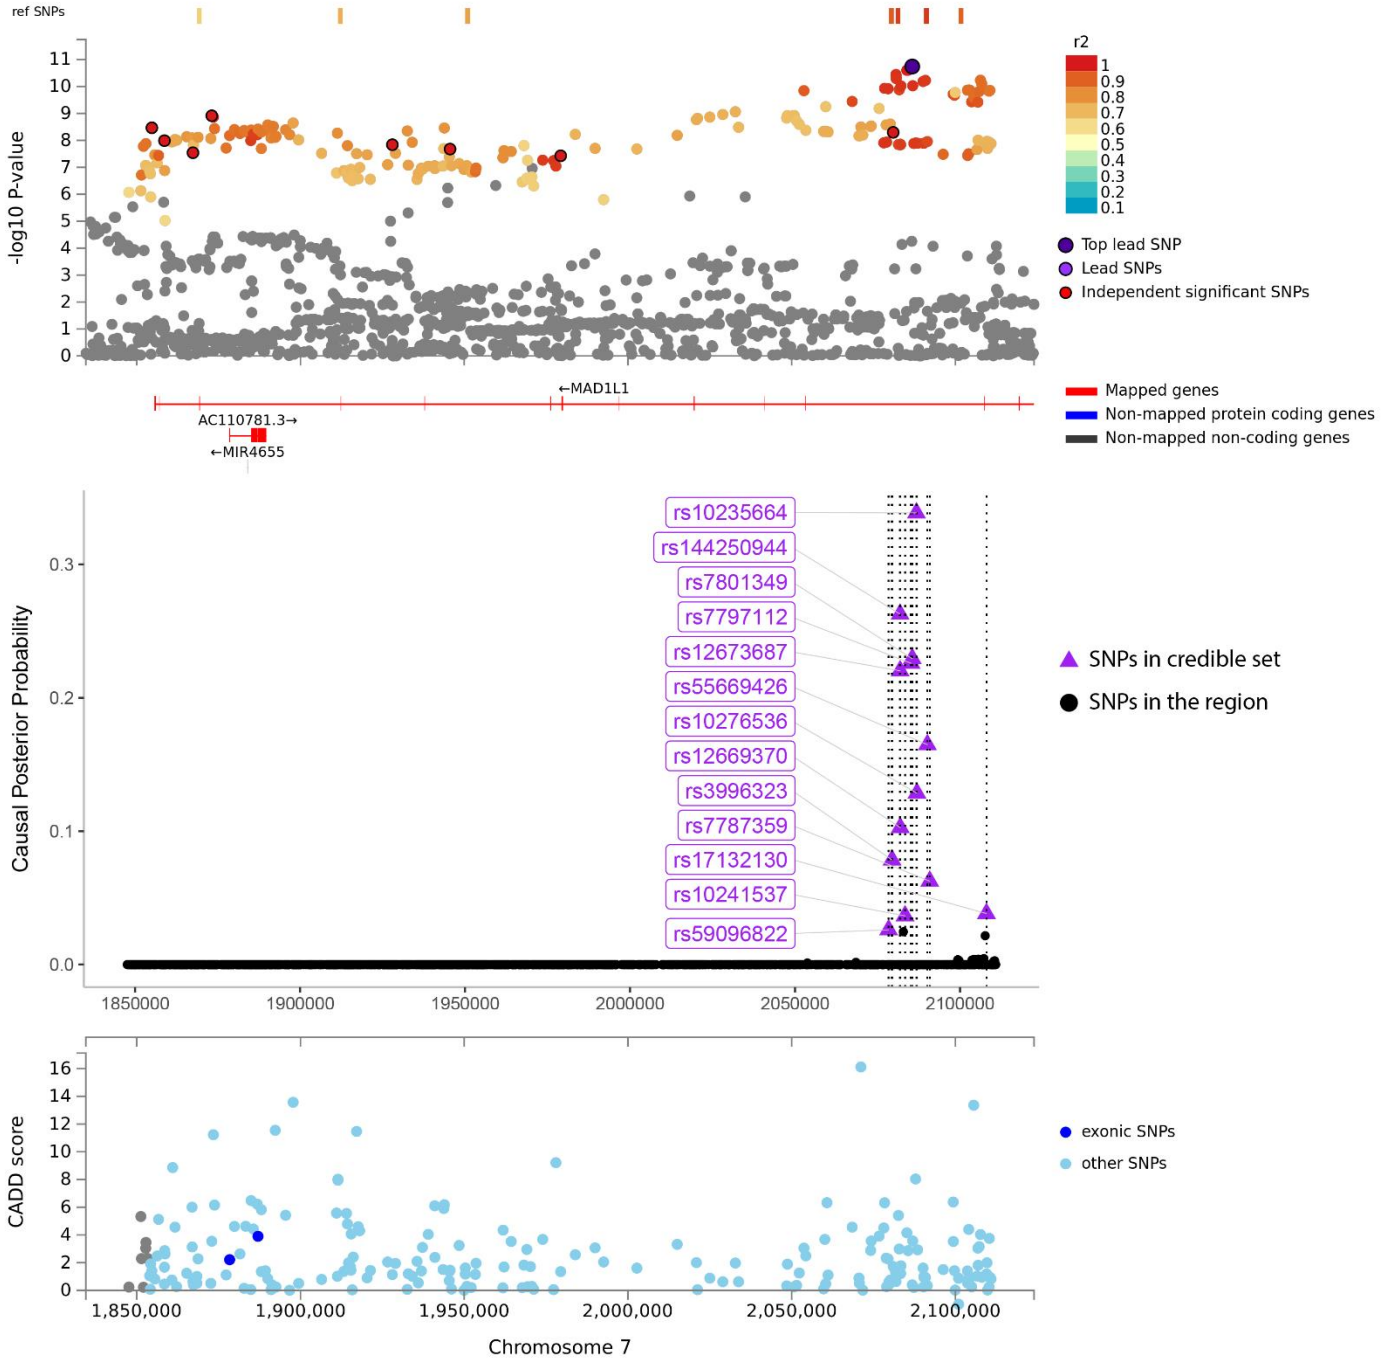 ref SNPs
-log10 P-value
11
10
9
8
7
6
5
4
3
2
1
0
r2
1
0.9
0.8
0.7
0.6
0.5
0.4
0.3
0.2
0.1
Top lead SNP
Lead SNPs
Independent significant SNPs
←MAD1L1
AC110781.3→
←MIR4655
Mapped genes
Non-mapped protein coding genes
Non-mapped non-coding genes
Causal Posterior Probability
0.3
0.2
0.1
0.0
rs10235664
rs144250944
rs7801349
rs7797112
rs12673687
rs55669426
rs10276536
rs12669370
rs3996323
rs7787359
rs17132130
rs10241537
rs59096822
SNPs in credible set
SNPs in the region
1850000 1900000 1950000 2000000 2050000 2100000
CADD score
16
14
12
10
8
6
4
2
0
exonic SNPs
other SNPs
1,850,000 1,900,000 1,950,000 2,000,000 2,050,000 2,100,000
Chromosome 7